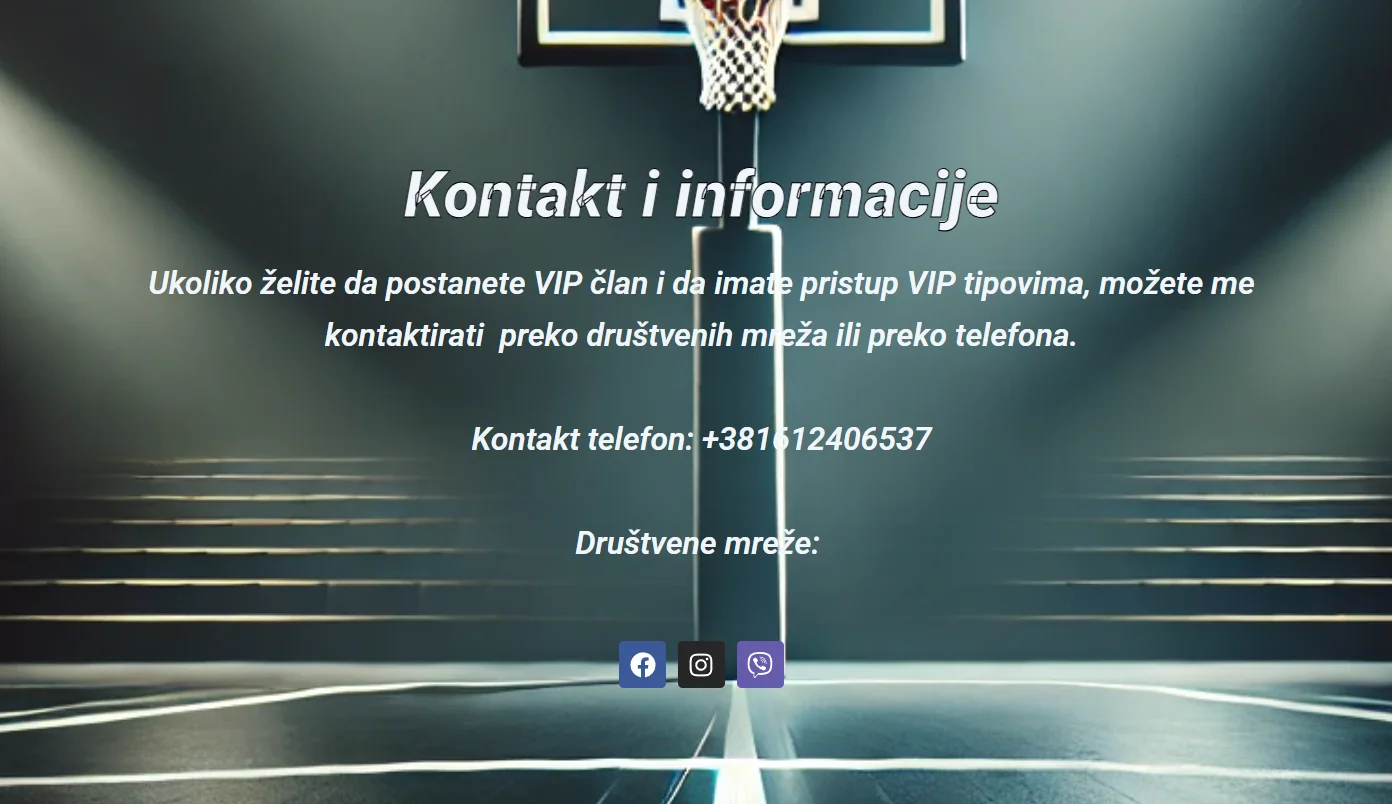 Kontakt i informacije
Ukoliko želite da postanete VIP član i da imate pristup VIP tipovima, možete me
kontaktirati  preko društvenih mreža ili preko telefona.
Kontakt telefon: +381612406537
Društvene mreže: